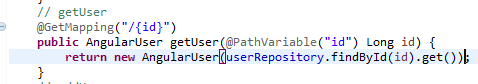 // getUser
@GetMapping("/{id}")
public AngularUser getUser(@PathVariable("id") Long id) {
return new AngularUser(userRepository.findById(id).get());